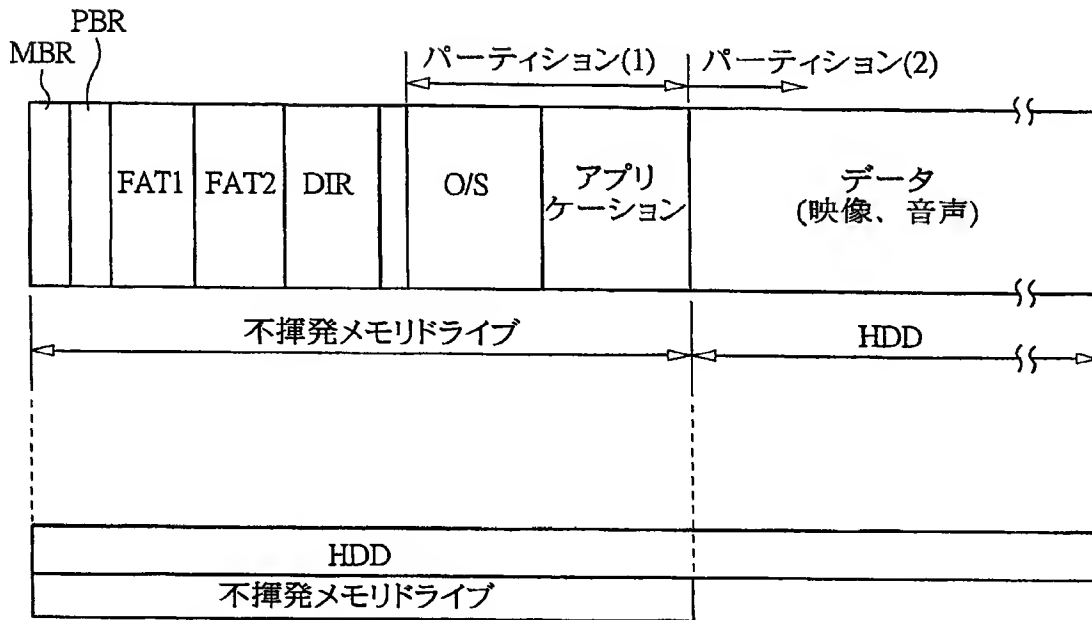 PBR
MBR
パーティション(1)
パーティション(2)
FAT1
FAT2
DIR
O/S
アプリ
ケーション
データ
(映像、音声)
不揮発メモリドライブ
HDD
HDD
不揮発メモリドライブ